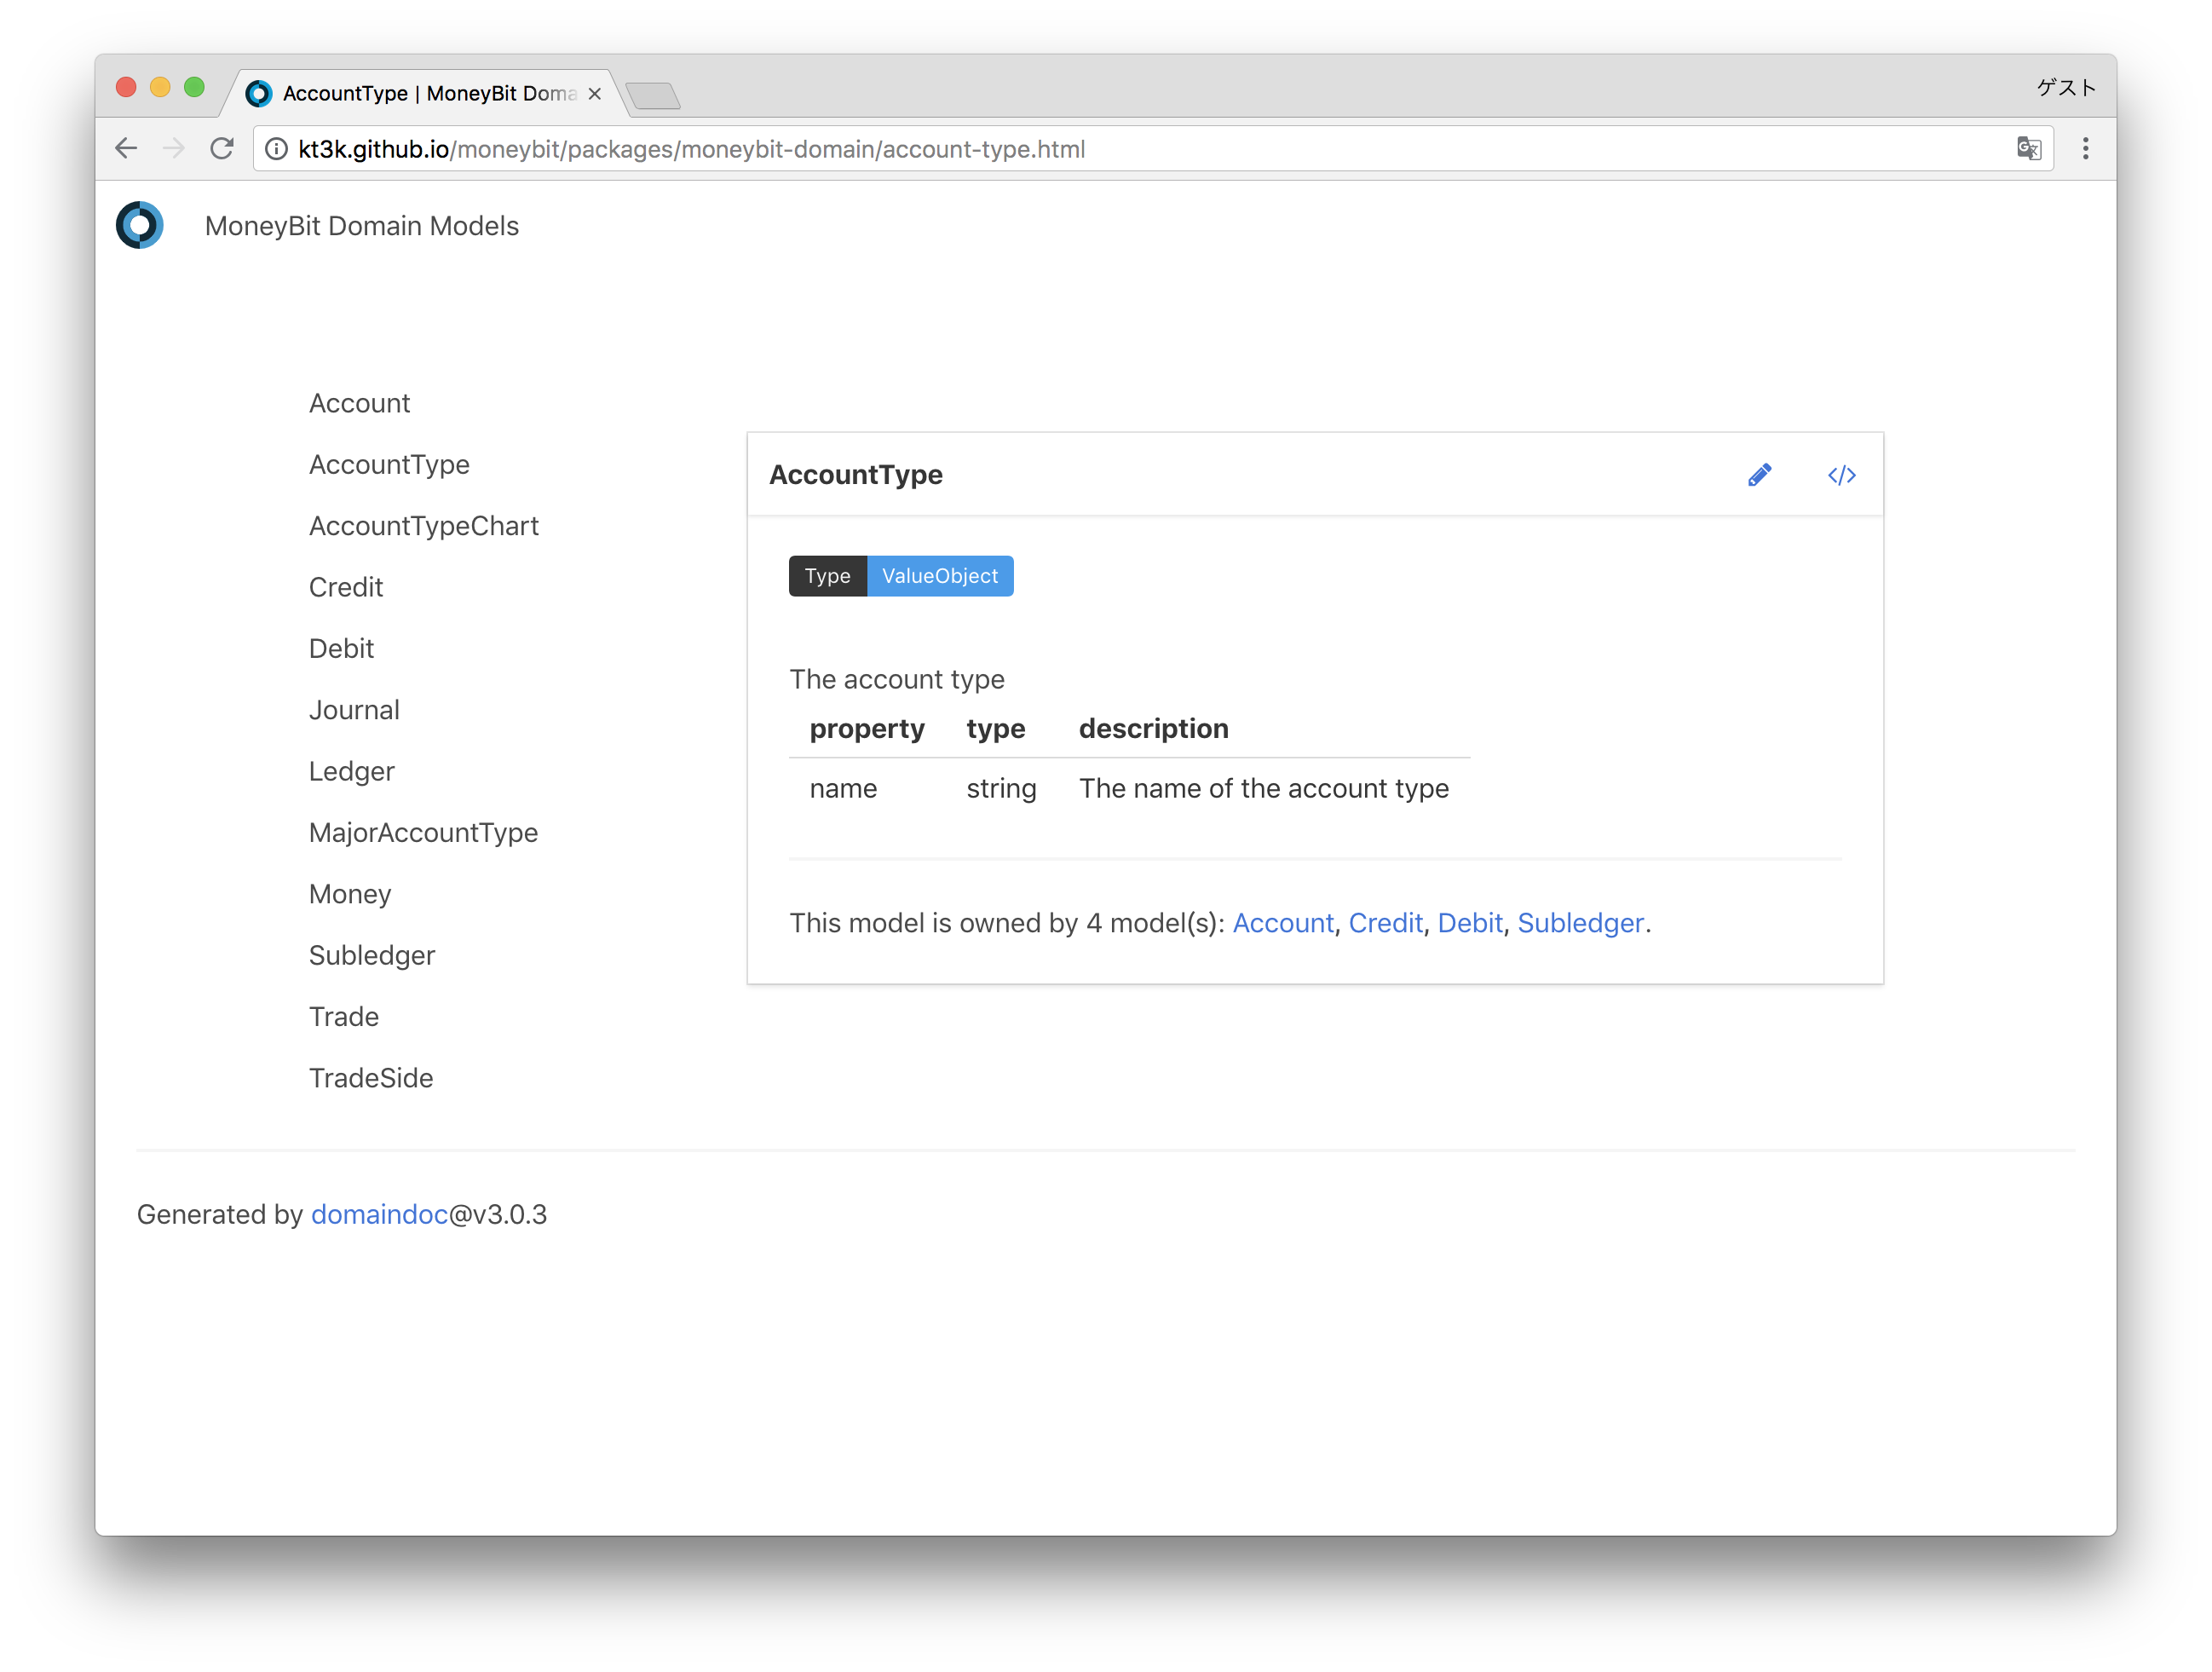 AccountType | MoneyBit Doma
ゲスト
kt3k.github.io/moneybit/packages/moneybit-domain/account-type.html
MoneyBit Domain Models
Account
AccountType
AccountTypeChart
Credit
Debit
Journal
Ledger
MajorAccountType
Money
Subledger
Trade
TradeSide
AccountType
Type ValueObject
The account type
property type description
name string The name of the account type
This model is owned by 4 model(s): Account, Credit, Debit, Subledger.
Generated by domaindoc@v3.0.3